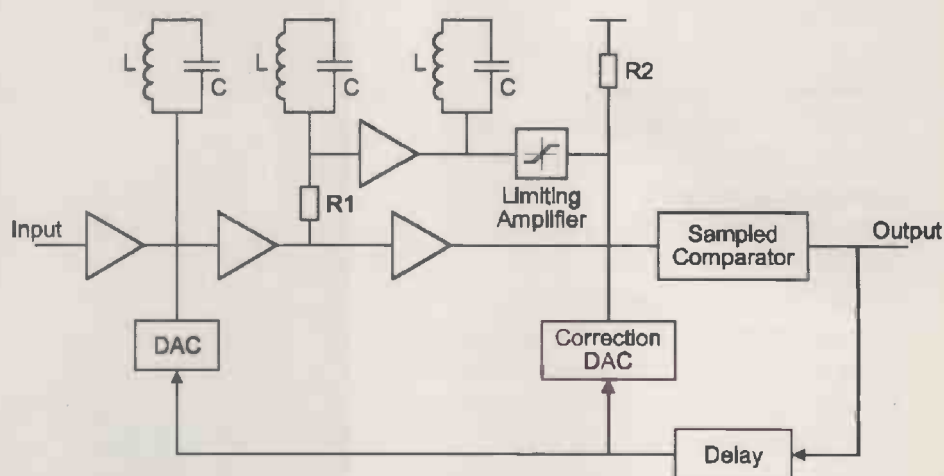 L
C
L
C
L
C
R2
R1
Limiting
Amplifier
Input
Sampled
Comparator
Output
DAC
Correction
DAC
Delay